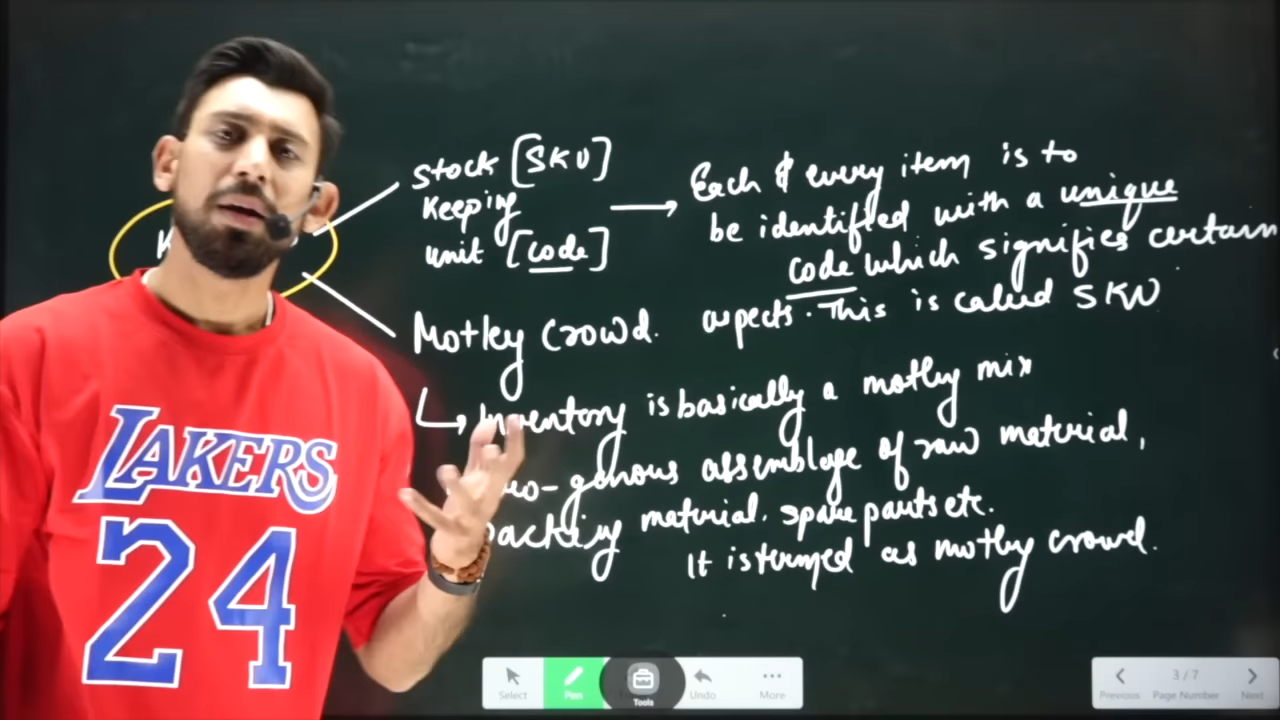 Stock [SKU]
Keeping
unit [code]
Each & every item is to
be identified with a unique
code which signifies certain
aspects. This is called SKU
Motley Crowd.
Inventory is basically a motley mix
genous assemblage of raw material,
packing material, spare parts etc.
It is termed as motley crowd.
LAKERS
24
Select
Pen
Tools
Undo
More
Previous
3 / 7
Page Number
Next